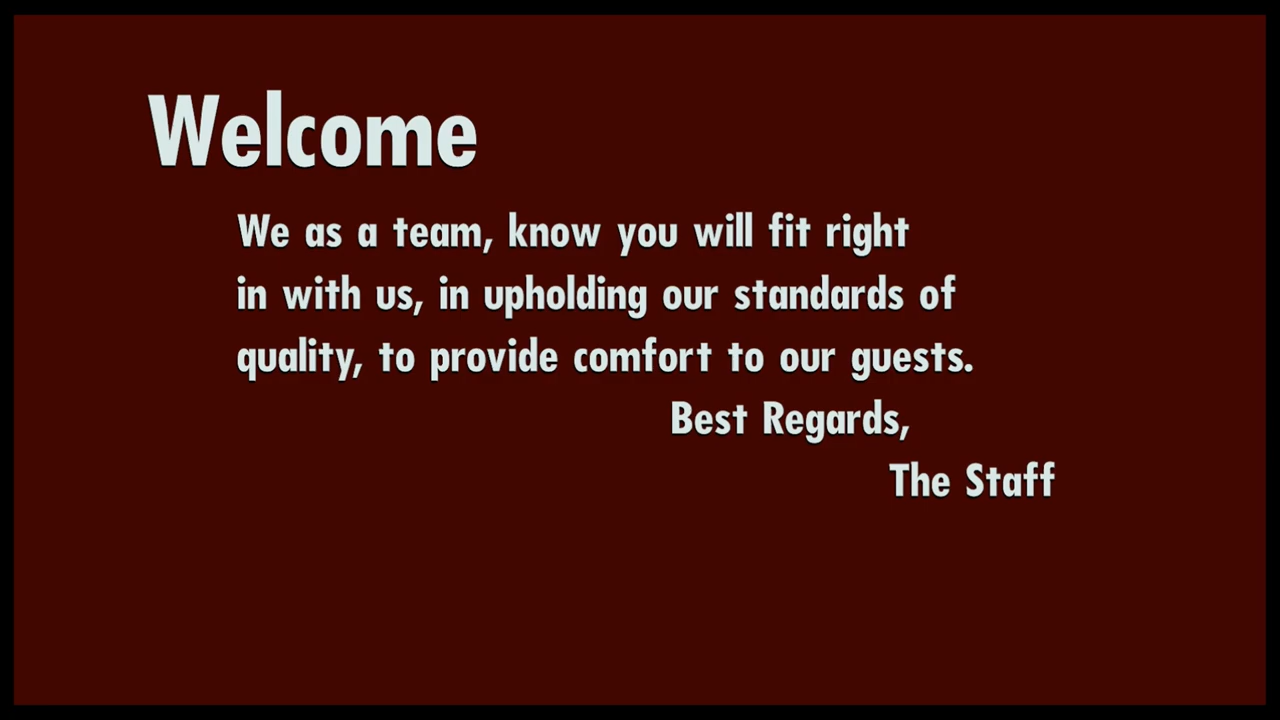 Welcome
We as a team, know you will fit right
in with us, in upholding our standards of
quality, to provide comfort to our guests.
Best Regards,
The Staff